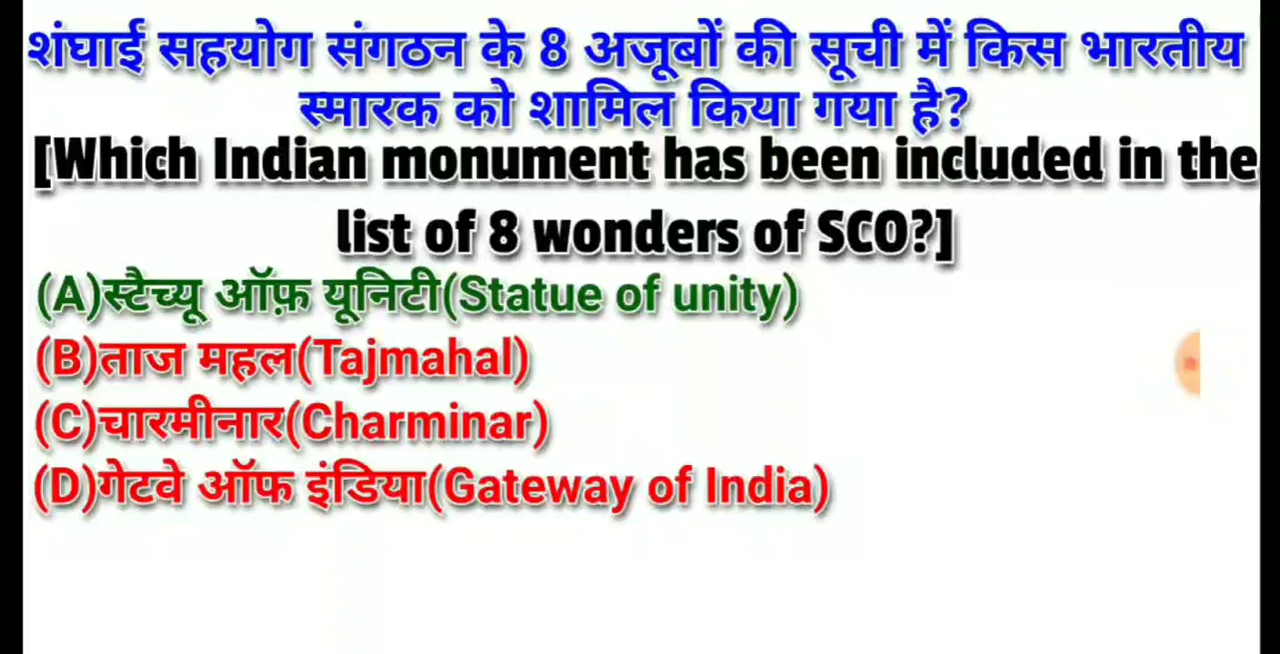 शंघाई सहयोग संगठन के 8 अजूबों की सूची में किस भारतीय
स्मारक को शामिल किया गया है?
[Which Indian monument has been included in the
list of 8 wonders of SCO?]
(A)स्टैच्यू ऑफ़ यूनिटी(Statue of unity)
(B)ताज महल(Tajmahal)
(C)चारमीनार(Charminar)
(D)गेटवे ऑफ इंडिया(Gateway of India)